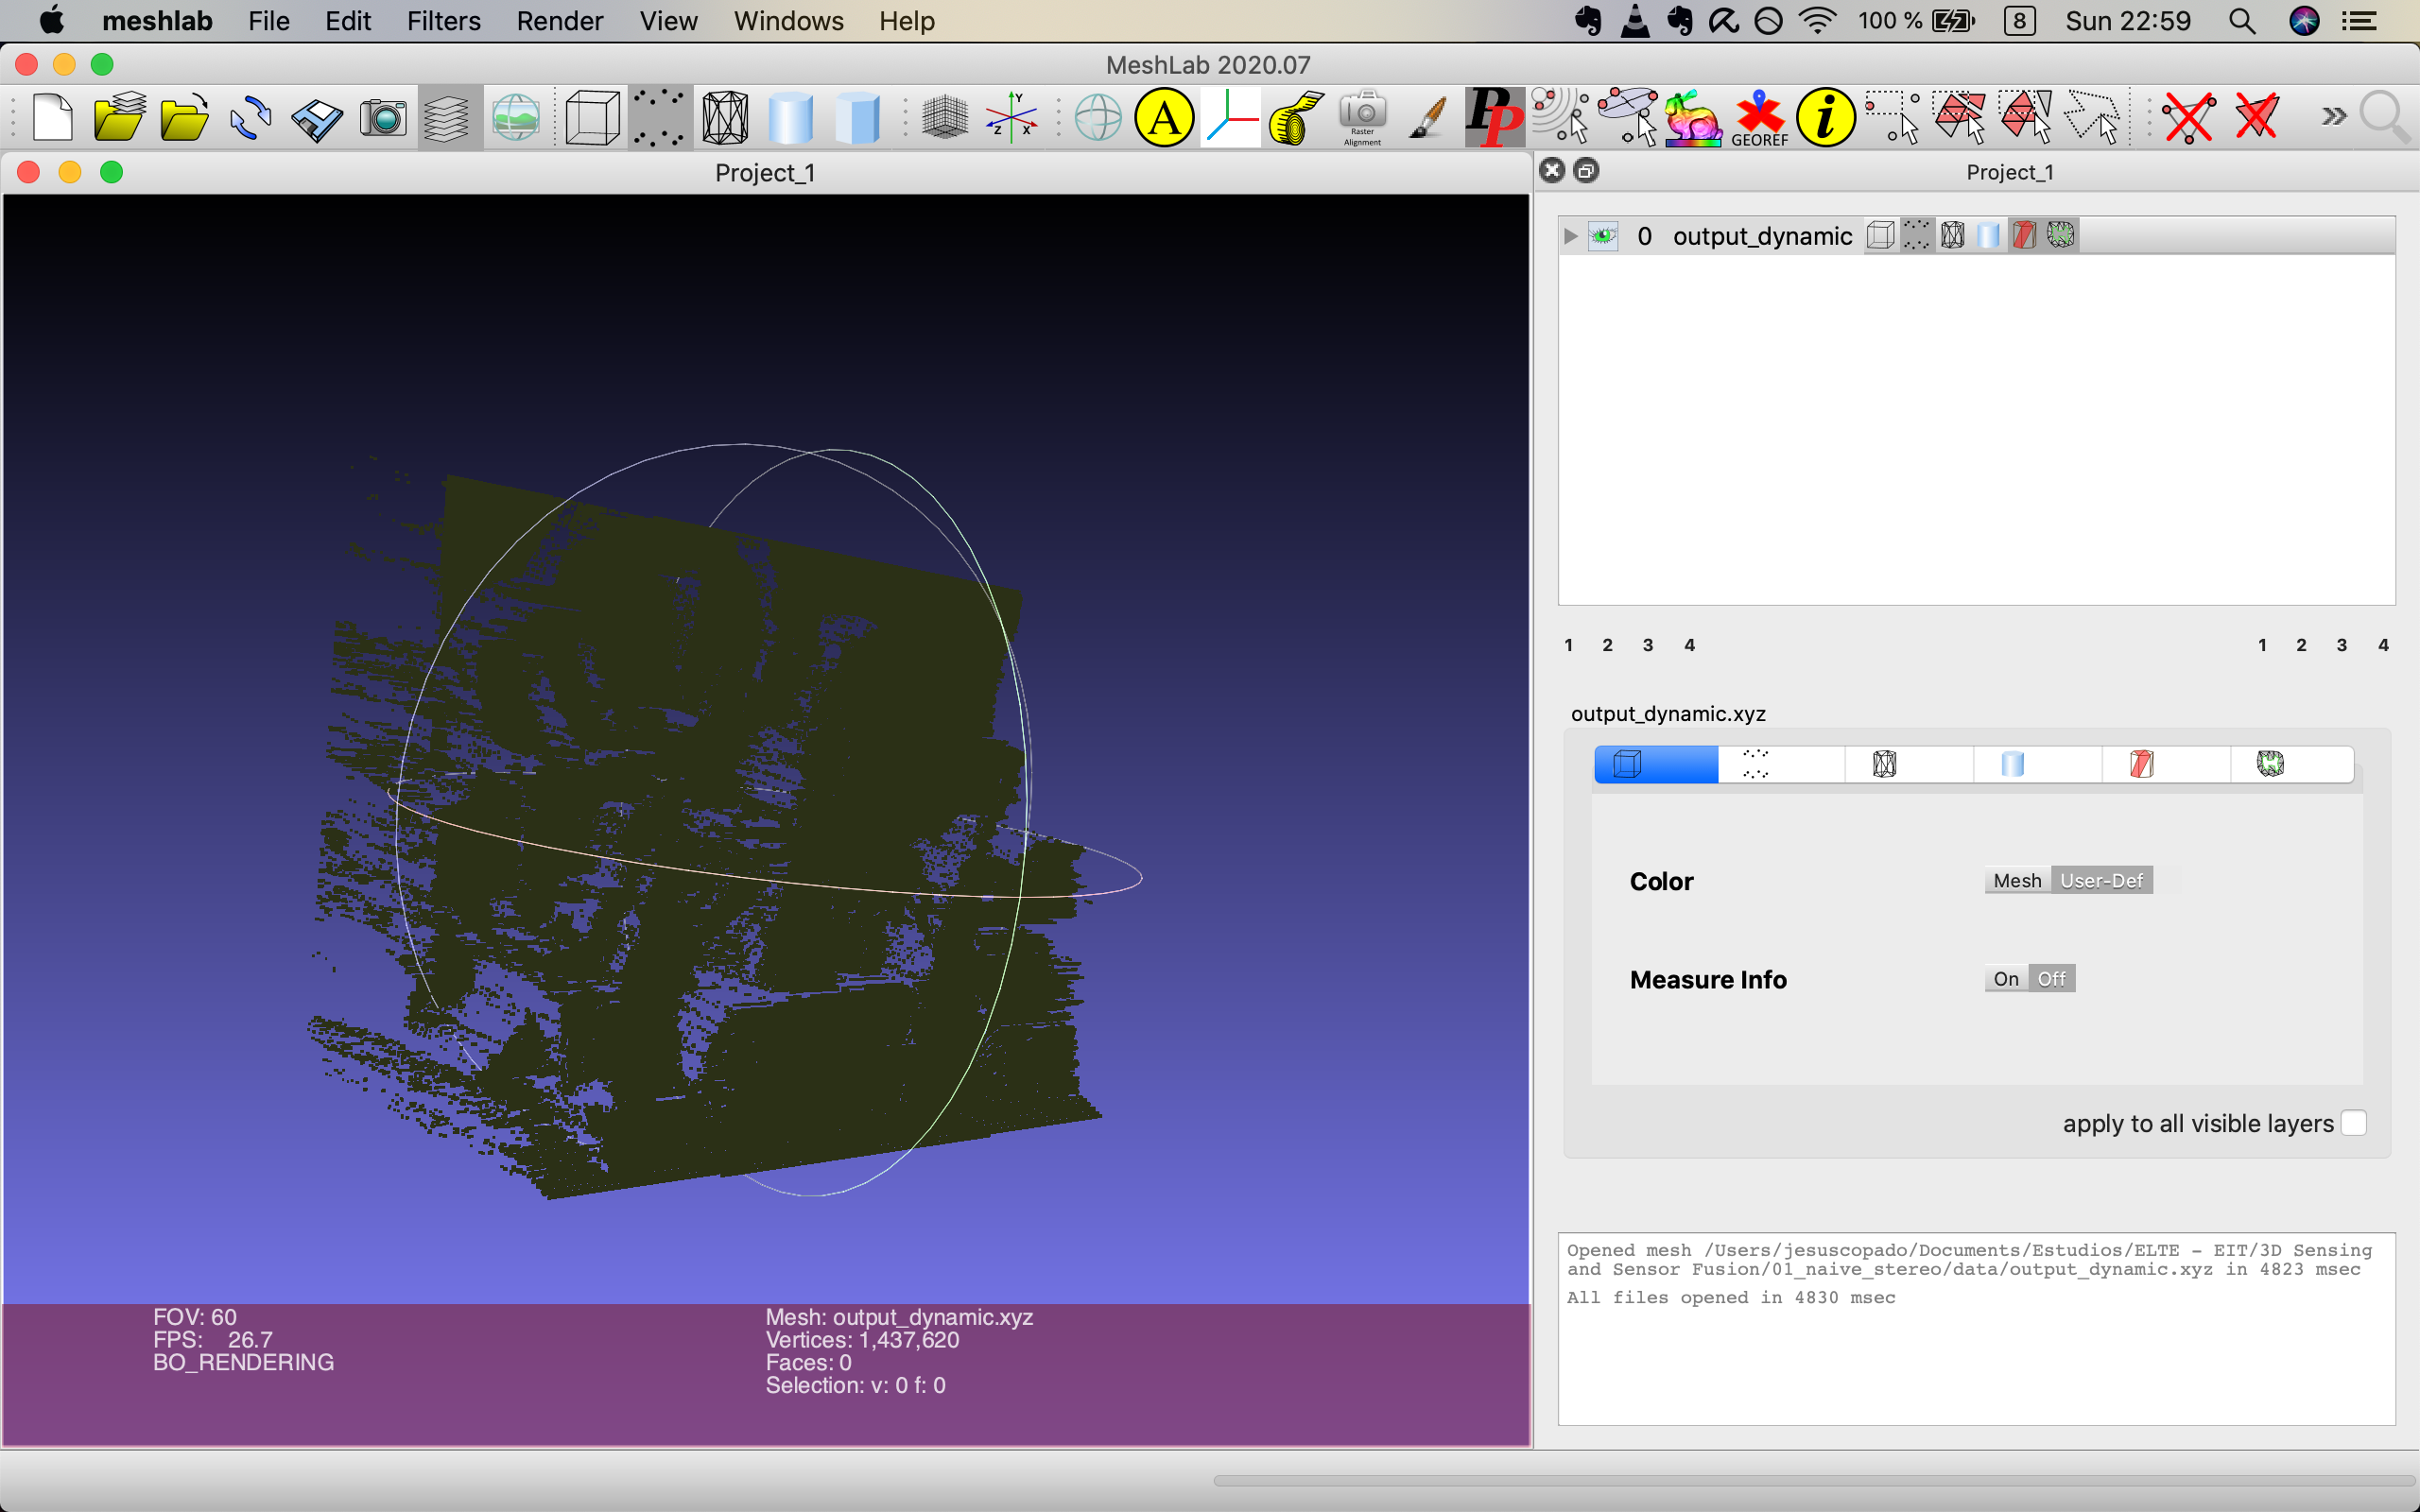 meshlab File Edit Filters Render View Windows Help 100 % 8 Sun 22:59
MeshLab 2020.07
Y
Z X
A
Raster
Alignment
PP
GEOREF
i
Project_1
Project_1
0 output_dynamic
1 2 3 4 1 2 3 4
output_dynamic.xyz
Color Mesh User-Def
Measure Info On Off
apply to all visible layers
Opened mesh /Users/jesuscopado/Documents/Estudios/ELTE - EIT/3D Sensing
and Sensor Fusion/01_naive_stereo/data/output_dynamic.xyz in 4823 msec
All files opened in 4830 msec
FOV: 60
FPS: 26.7
BO_RENDERING
Mesh: output_dynamic.xyz
Vertices: 1,437,620
Faces: 0
Selection: v: 0 f: 0